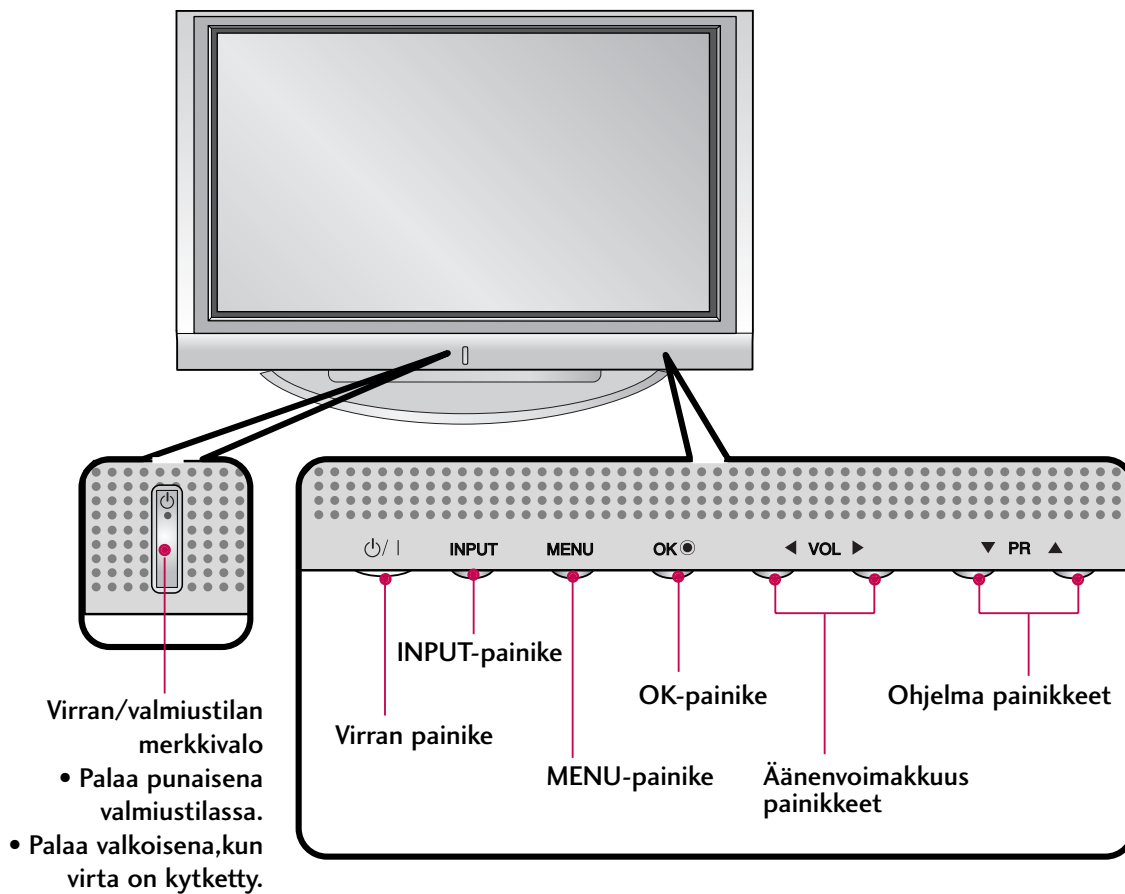 ⏻/ I INPUT MENU OK◉ ◀ VOL ▶ ▼ PR ▲
INPUT-painike
OK-painike
Ohjelma painikkeet
Virran painike
MENU-painike
Äänenvoimakkuus
painikkeet
Virran/valmiustilan
merkkivalo
• Palaa punaisena
valmiustilassa.
• Palaa valkoisena,kun
virta on kytketty.